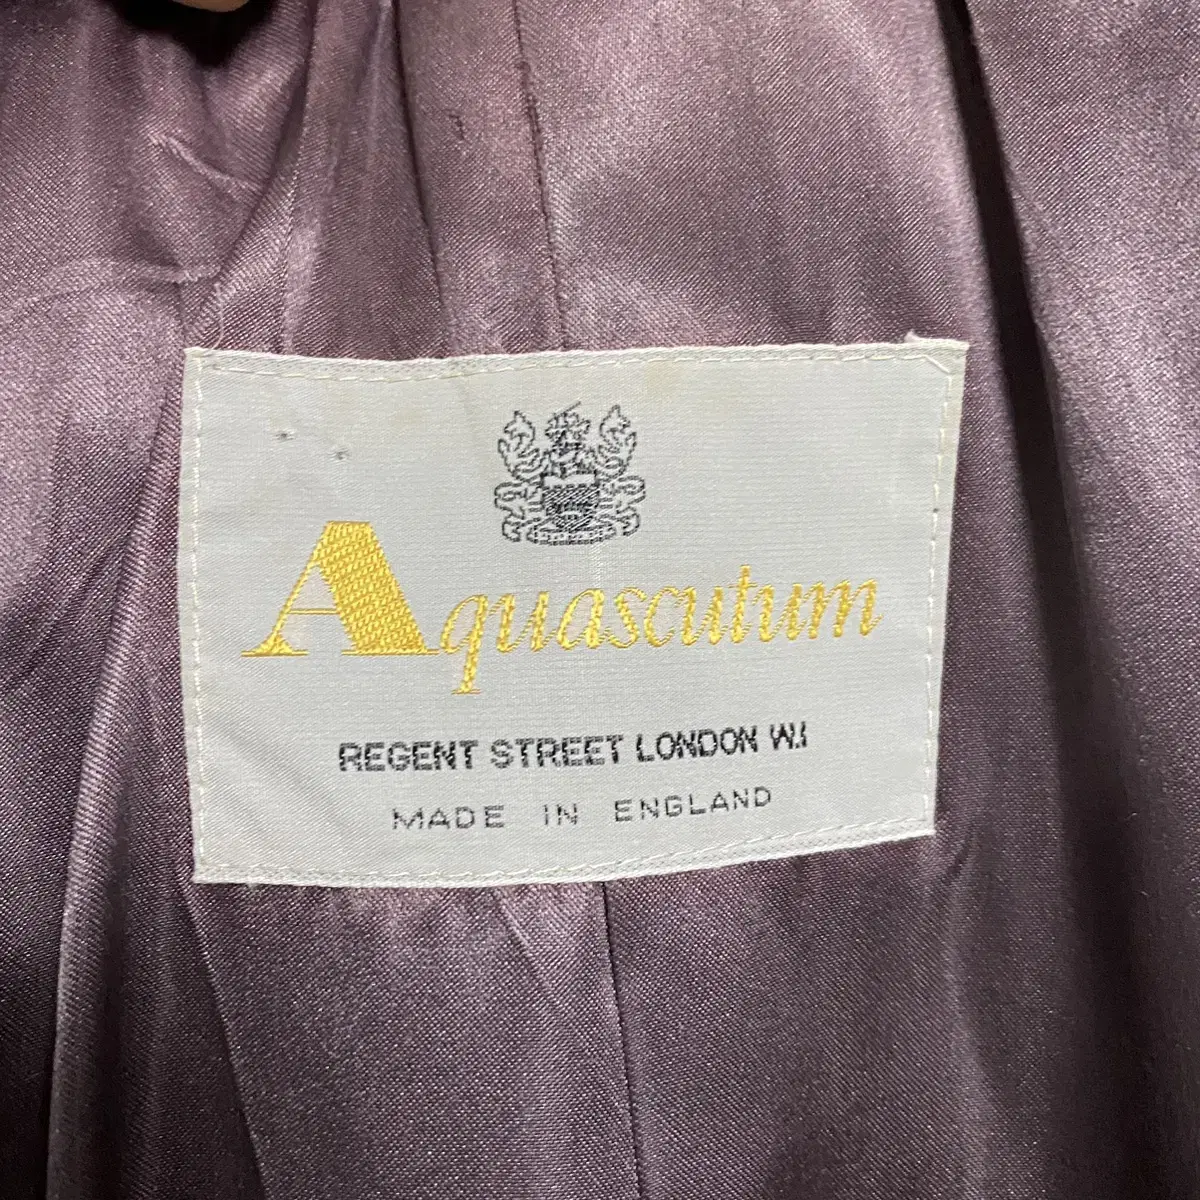 Aquascutum
REGENT STREET LONDON W.1
MADE IN ENGLAND